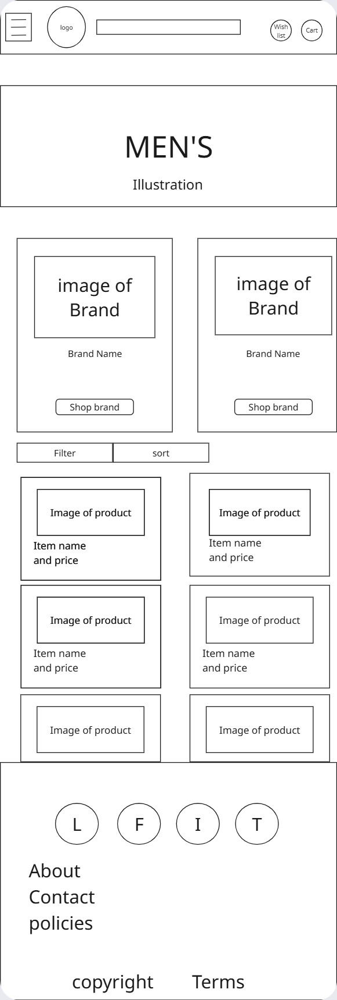 logo
Wish
list
Cart
MEN'S
Illustration
image of
Brand
Brand Name
Shop brand
image of
Brand
Brand Name
Shop brand
Filter
sort
Image of product
Item name
and price
Image of product
Item name
and price
Image of product
Item name
and price
Image of product
Item name
and price
Image of product
Image of product
L
F
I
T
About
Contact
policies
copyright
Terms